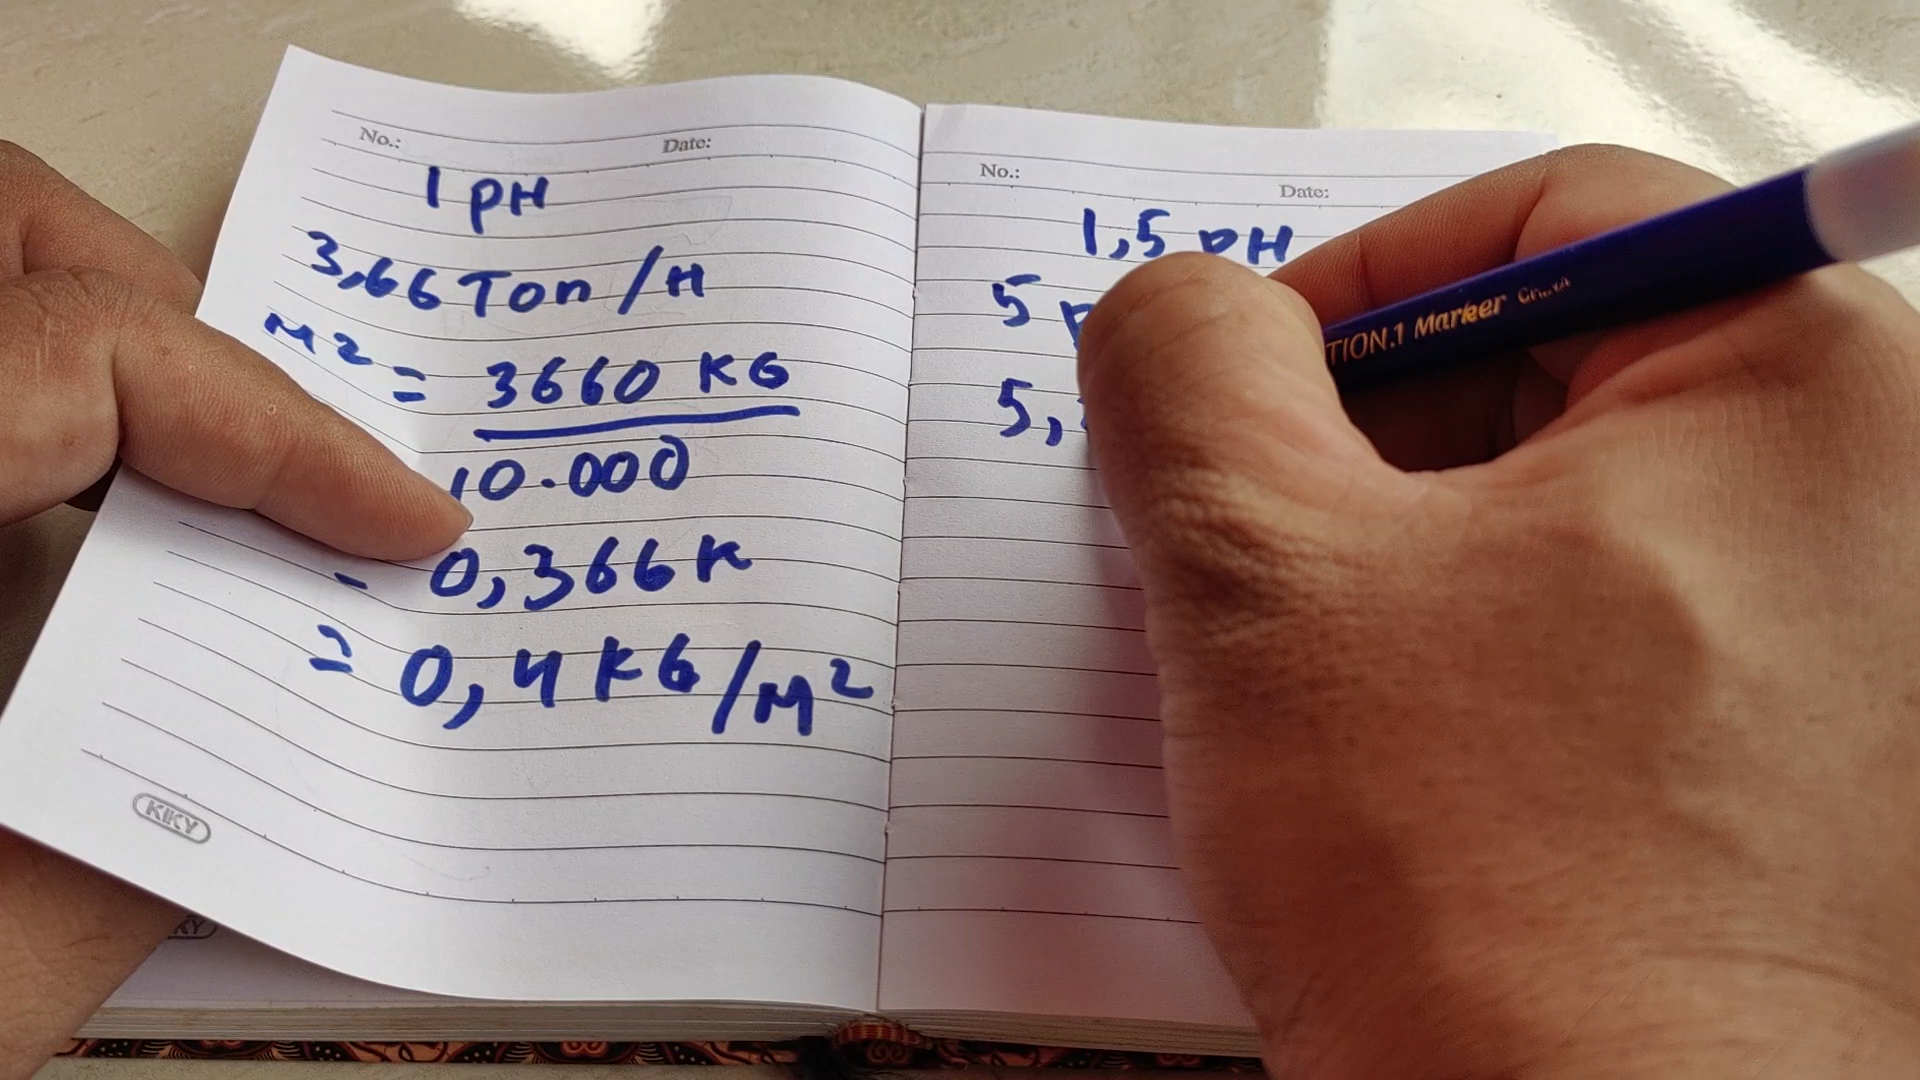 No.: Date:
1 PH
3,66 Ton/H
M2 = 3660 KG
10.000
- 0,366 K
= 0,4 KG/M²
KIKY
KY
No.: Date:
1,5 PH
5
5,
TION.1 Marker